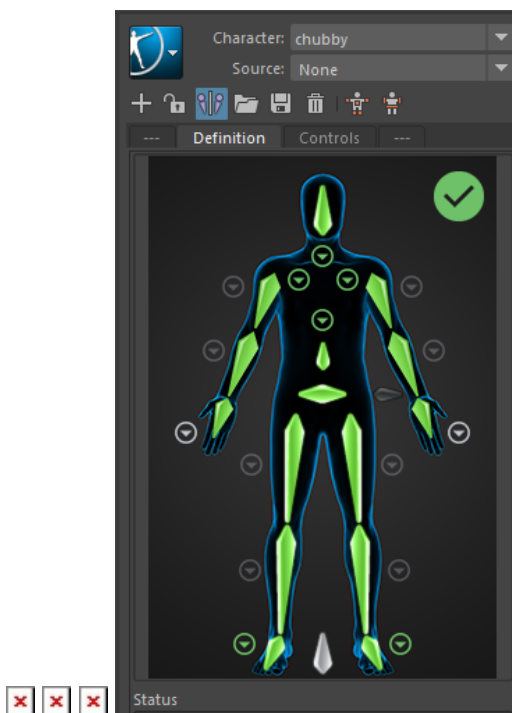 Character: chubby
Source: None
--- Definition Controls ---
Status